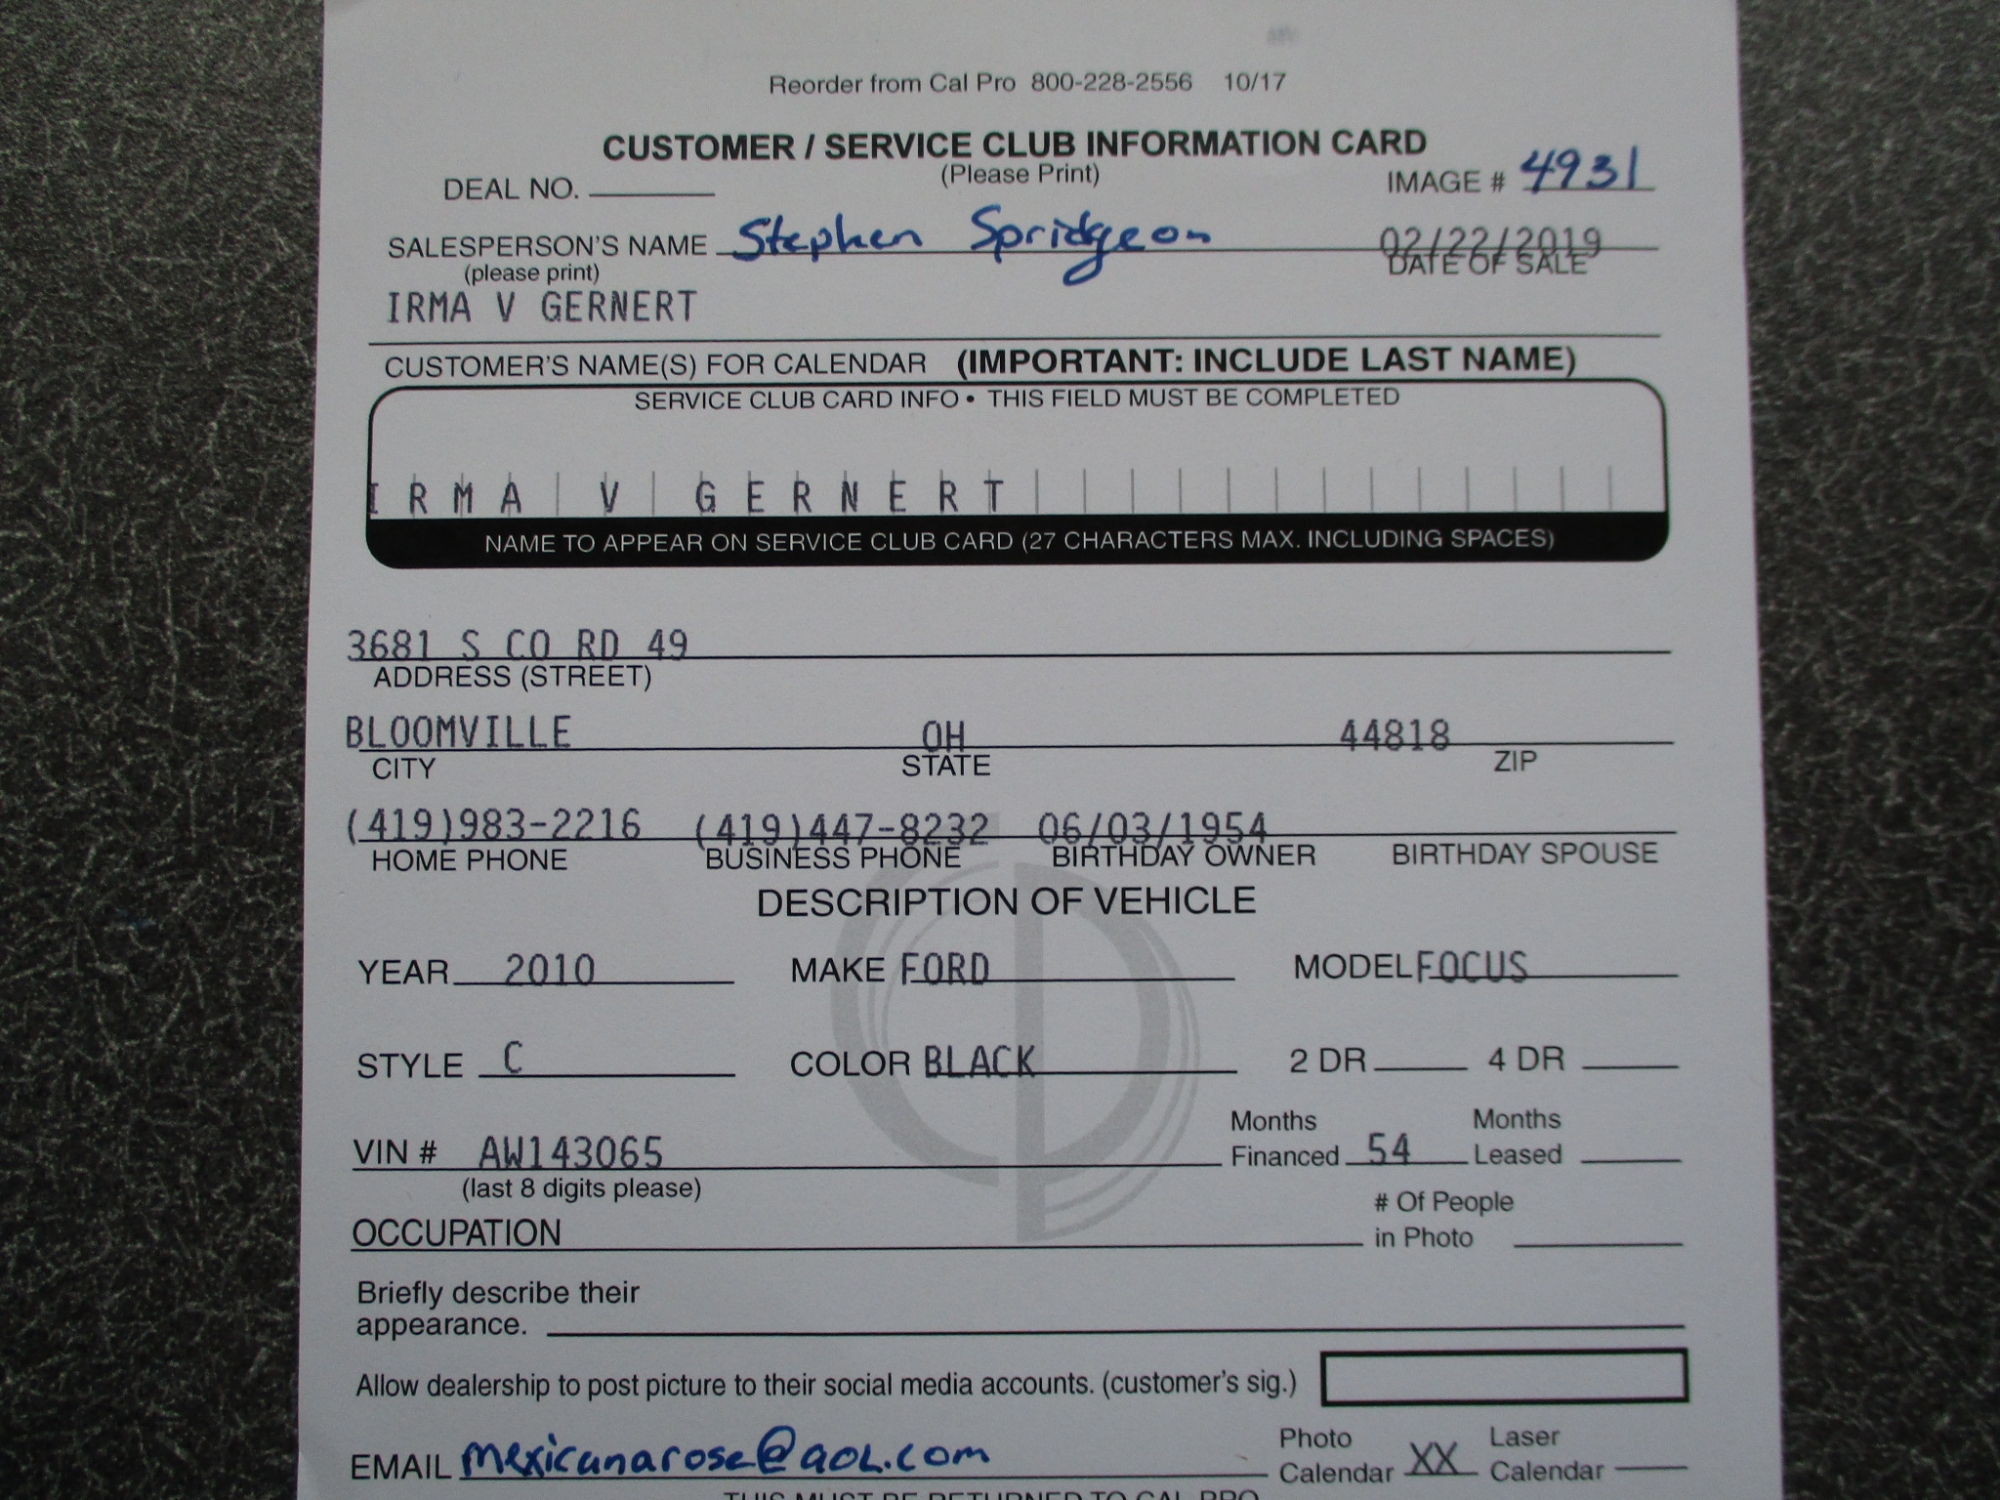 Reorder from Cal Pro 800-228-2556 10/17
CUSTOMER / SERVICE CLUB INFORMATION CARD
(Please Print)
DEAL NO. IMAGE # 4931
SALESPERSON'S NAME Stephen Spridgeon 02/22/2019
(please print) DATE OF SALE
IRMA V GERNERT
CUSTOMER'S NAME(S) FOR CALENDAR (IMPORTANT: INCLUDE LAST NAME)
SERVICE CLUB CARD INFO • THIS FIELD MUST BE COMPLETED
IRMA V GERNERT
NAME TO APPEAR ON SERVICE CLUB CARD (27 CHARACTERS MAX. INCLUDING SPACES)
3681 S CO RD 49
ADDRESS (STREET)
BLOOMVILLE OH 44818
CITY STATE ZIP
(419)983-2216 (419)447-8232 06/03/1954
HOME PHONE BUSINESS PHONE BIRTHDAY OWNER BIRTHDAY SPOUSE
DESCRIPTION OF VEHICLE
YEAR 2010 MAKE FORD MODEL FOCUS
STYLE C COLOR BLACK 2 DR 4 DR
Months Months
VIN # AW143065 Financed 54 Leased
(last 8 digits please)
# Of People
OCCUPATION in Photo
Briefly describe their
appearance.
Allow dealership to post picture to their social media accounts. (customer's sig.)
Photo Laser
EMAIL mexicanarose@aol.com Calendar XX Calendar
THIS MUST BE RETURNED TO CAL PRO